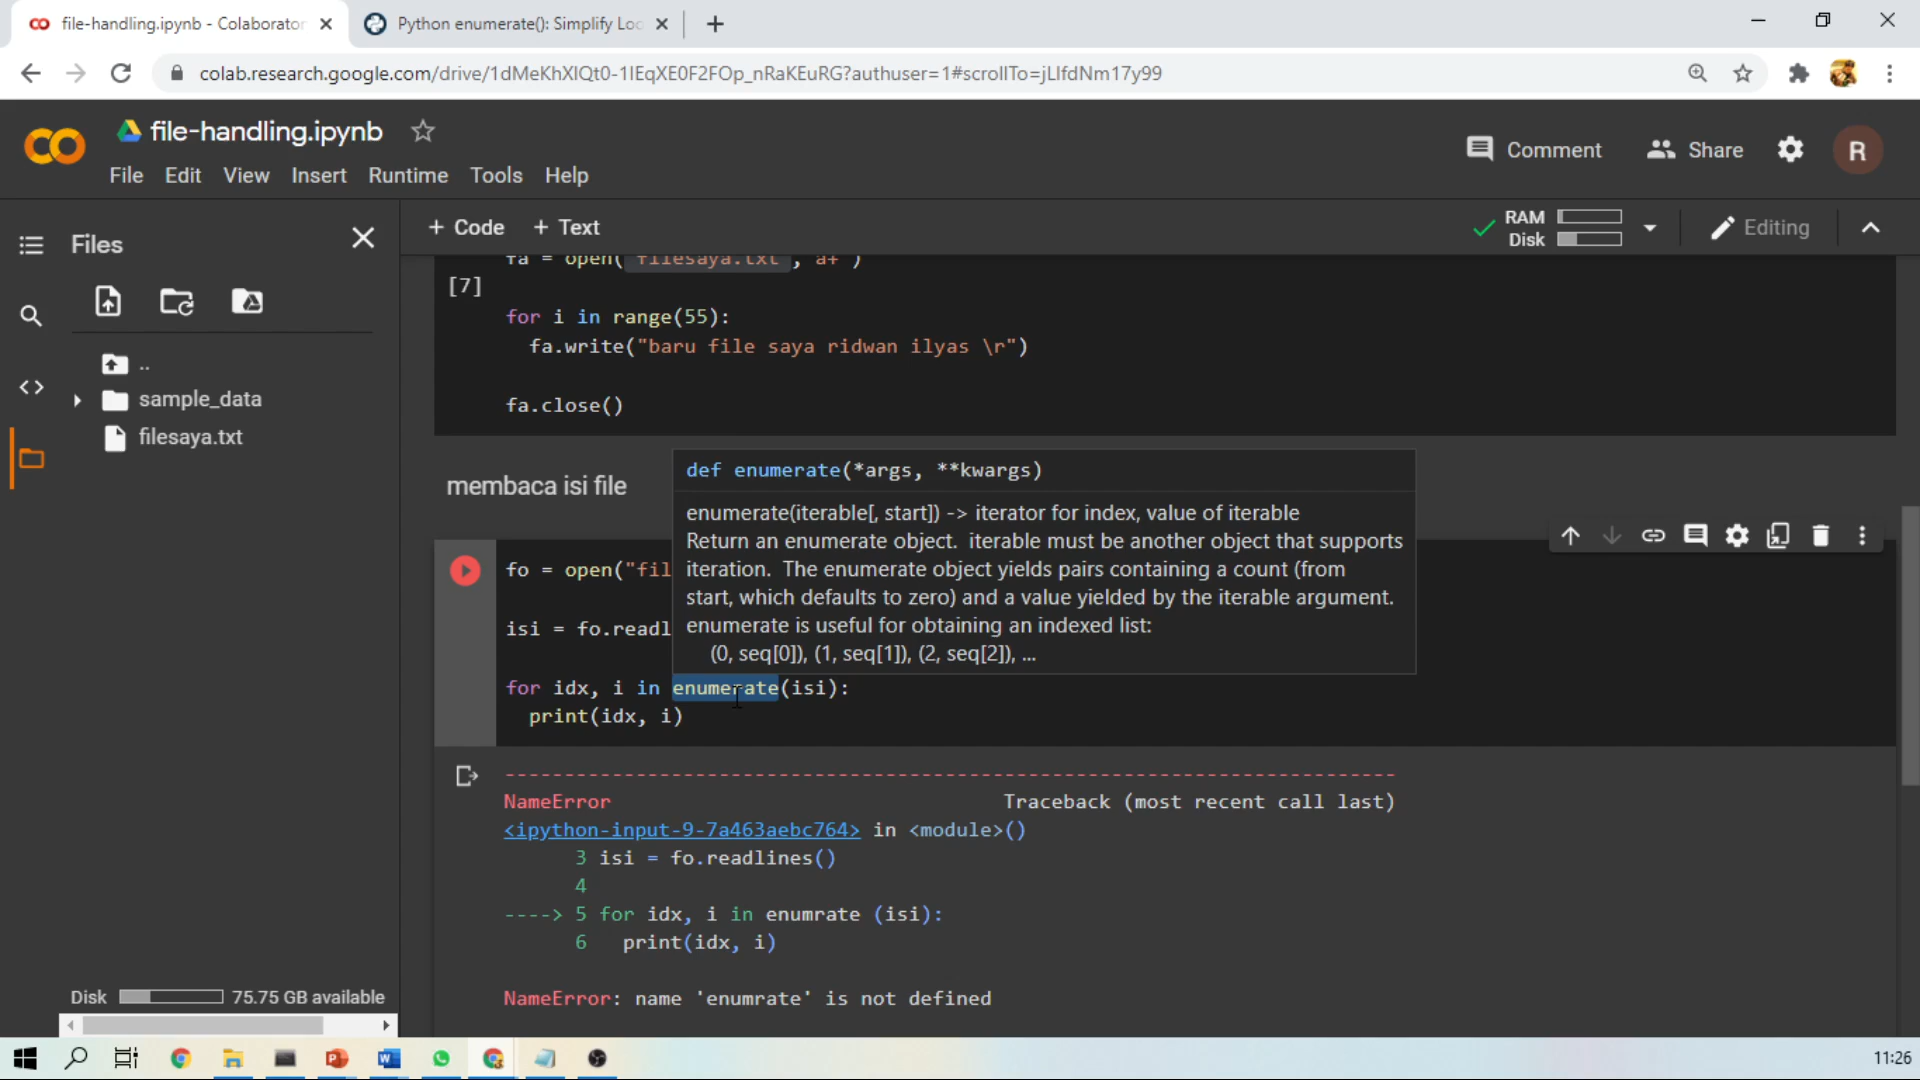 file-handling.ipynb - Colaborator
Python enumerate(): Simplify Loo
colab.research.google.com/drive/1dMeKhXlQt0-1IEqXE0F2FOp_nRaKEuRG?authuser=1#scrollTo=jLIfdNm17y99
file-handling.ipynb
File Edit View Insert Runtime Tools Help
Comment
Share
R
Files
+ Code + Text
RAM
Disk
Editing
fa = open("filesaya.txt", "a+")
[7]
for i in range(55):
fa.write("baru file saya ridwan ilyas \r")
fa.close()
..
sample_data
filesaya.txt
membaca isi file
def enumerate(*args, **kwargs)
enumerate(iterable[, start]) -> iterator for index, value of iterable
Return an enumerate object. iterable must be another object that supports
iteration. The enumerate object yields pairs containing a count (from
start, which defaults to zero) and a value yielded by the iterable argument.
enumerate is useful for obtaining an indexed list:
(0, seq[0]), (1, seq[1]), (2, seq[2]), ...
fo = open("fil
isi = fo.readl
for idx, i in enumerate(isi):
print(idx, i)
---------------------------------------------------------------------------
NameError Traceback (most recent call last)
<ipython-input-9-7a463aebc764> in <module>()
3 isi = fo.readlines()
4
----> 5 for idx, i in enumrate (isi):
6 print(idx, i)
NameError: name 'enumrate' is not defined
Disk 75.75 GB available
11:26